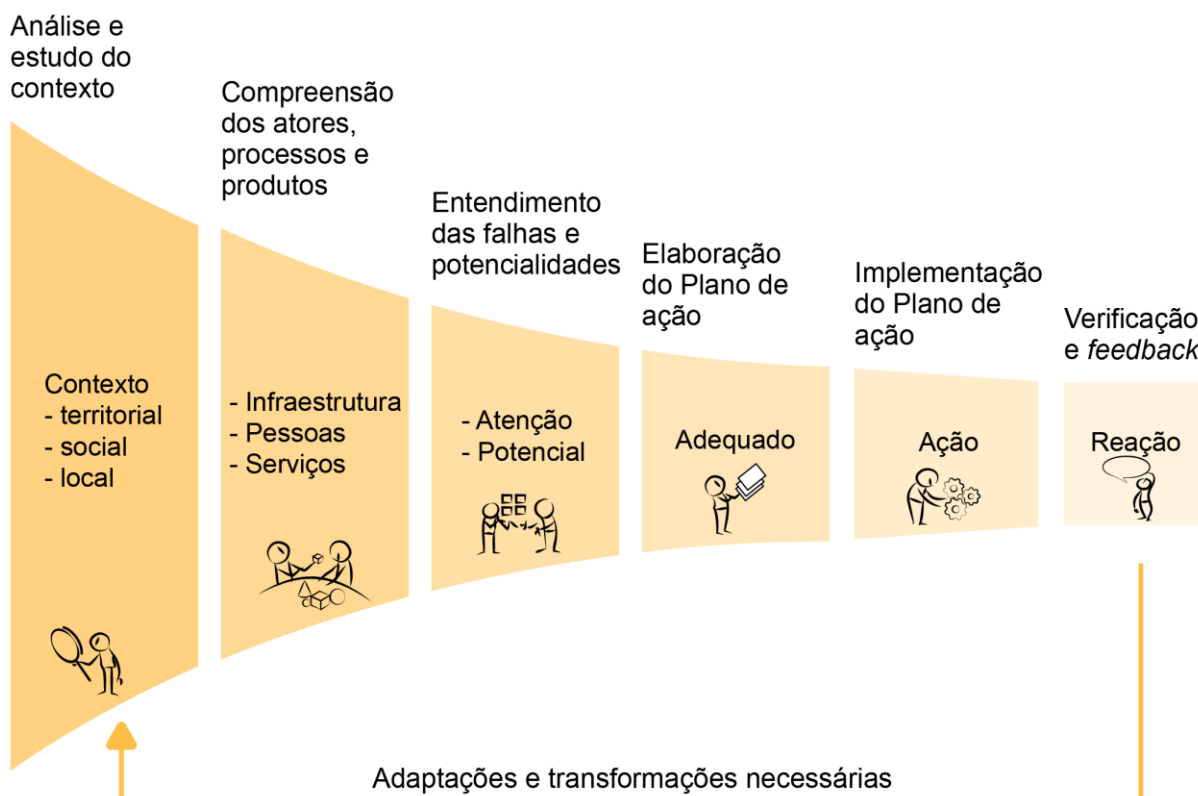 Análise e
estudo do
contexto
Compreensão
dos atores,
processos e
produtos
Entendimento
das falhas e
potencialidades
Elaboração
do Plano de
ação
Implementação
do Plano de
ação
Verificação
e feedback
Contexto
- territorial
- social
- local
- Infraestrutura
- Pessoas
- Serviços
- Atenção
- Potencial
Adequado
Ação
Reação
Adaptações e transformações necessárias